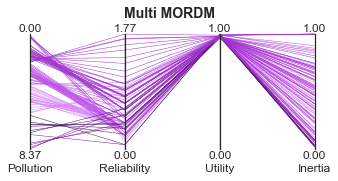 Multi MORDM
0.00 1.77 1.00 1.00
8.37 0.00 0.00 0.00
Pollution Reliability Utility Inertia